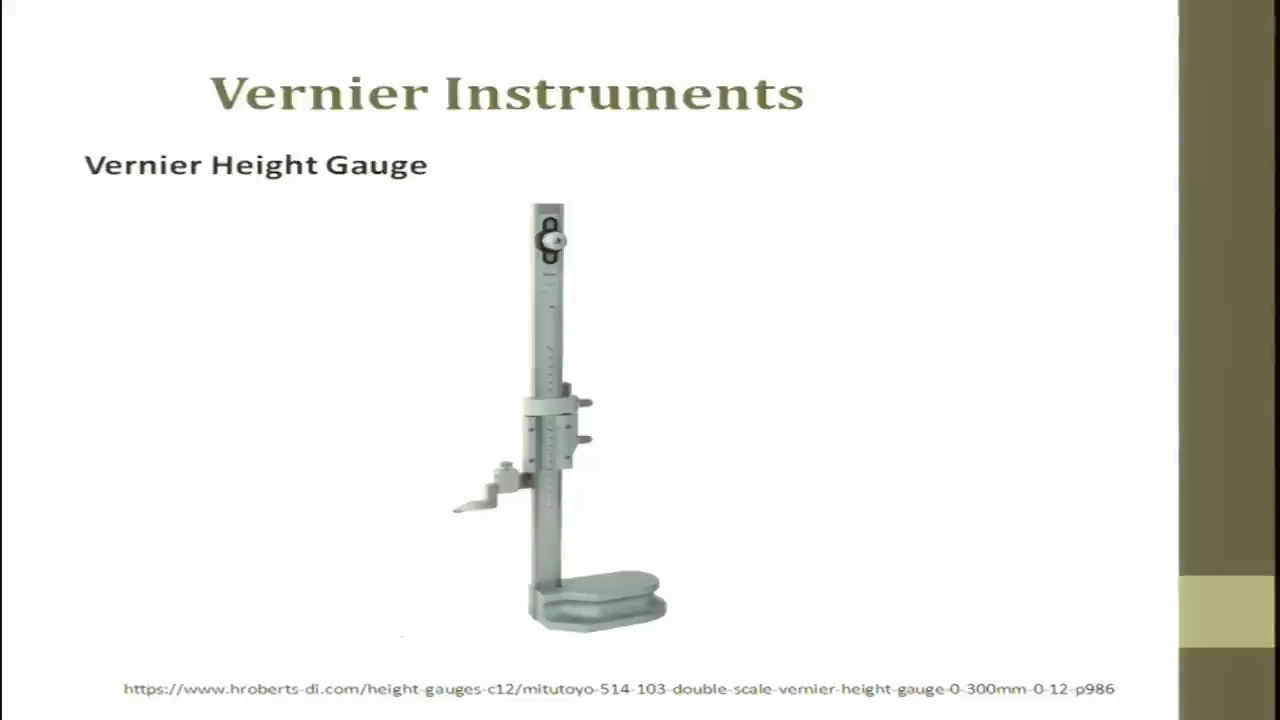 Vernier Instruments
Vernier Height Gauge
https://www.hroberts-di.com/height-gauges-c12/mitutoyo-514-103-double-scale-vernier-height-gauge-0-300mm-0-12-p986